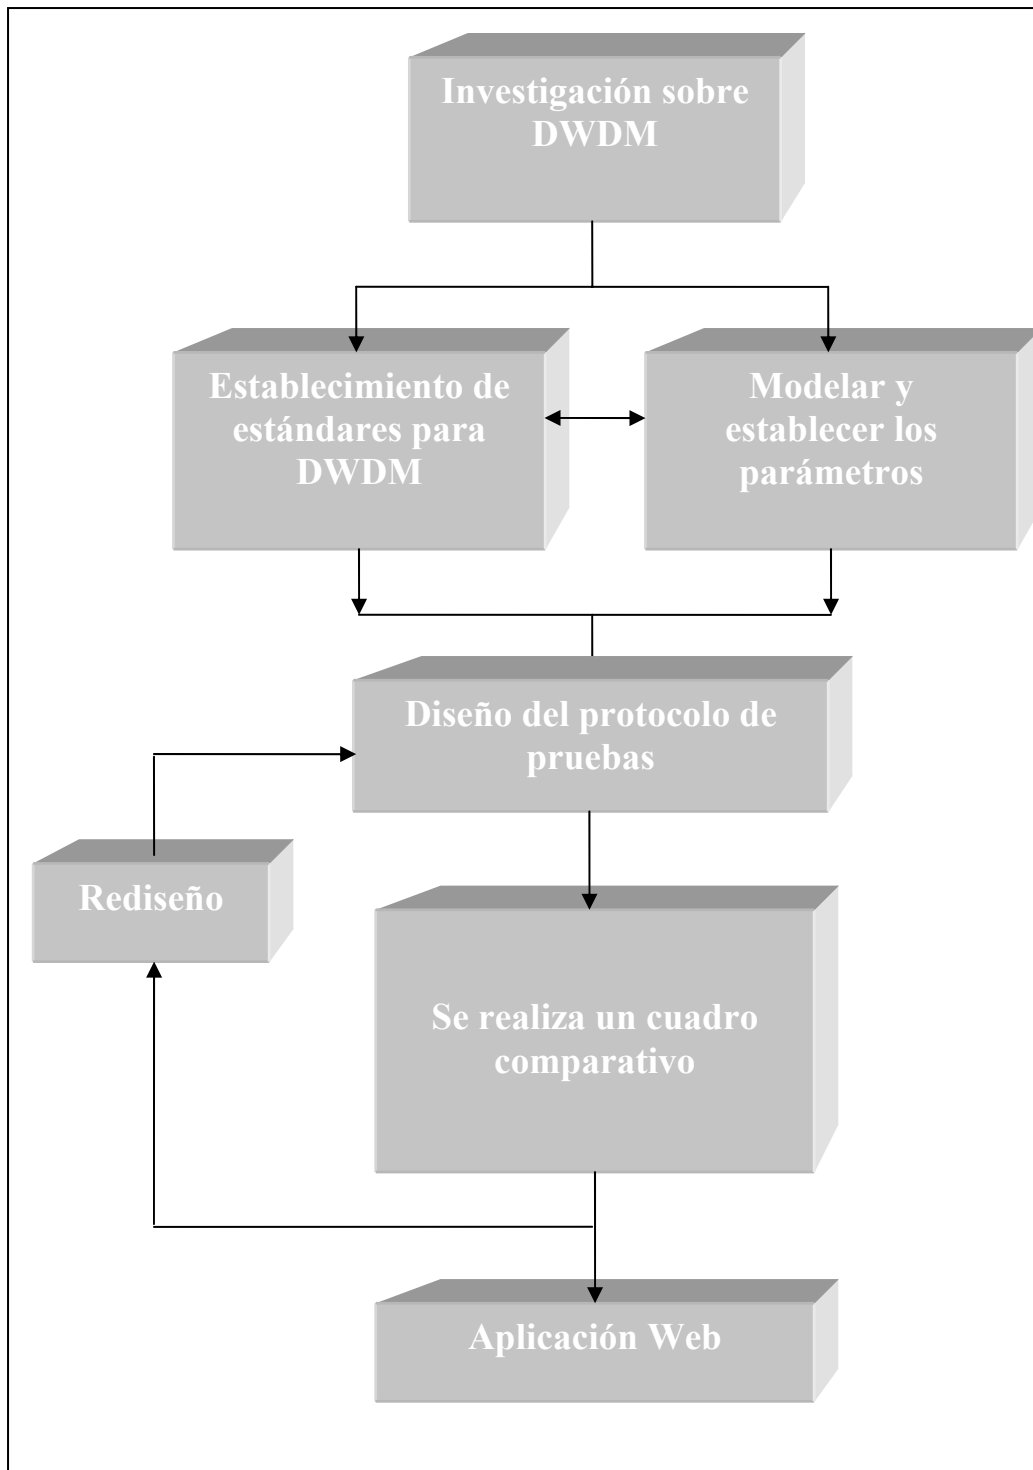 Investigación sobre
DWDM
Establecimiento de
estándares para
DWDM
Modelar y
establecer los
parámetros
Diseño del protocolo de
pruebas
Rediseño
Se realiza un cuadro
comparativo
Aplicación Web